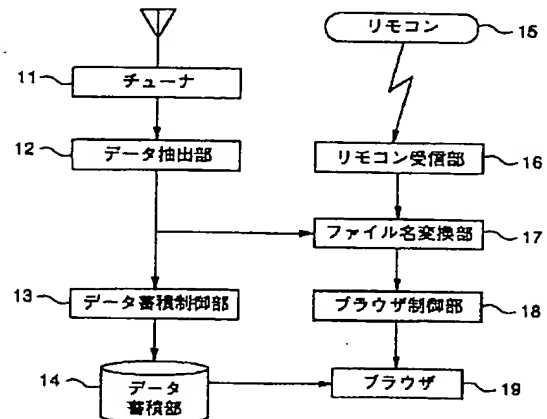 リモコン
15
11
チューナ
12
データ抽出部
リモコン受信部
16
ファイル名変換部
17
13
データ蓄積制御部
ブラウザ制御部
18
14
データ
蓄積部
ブラウザ
19